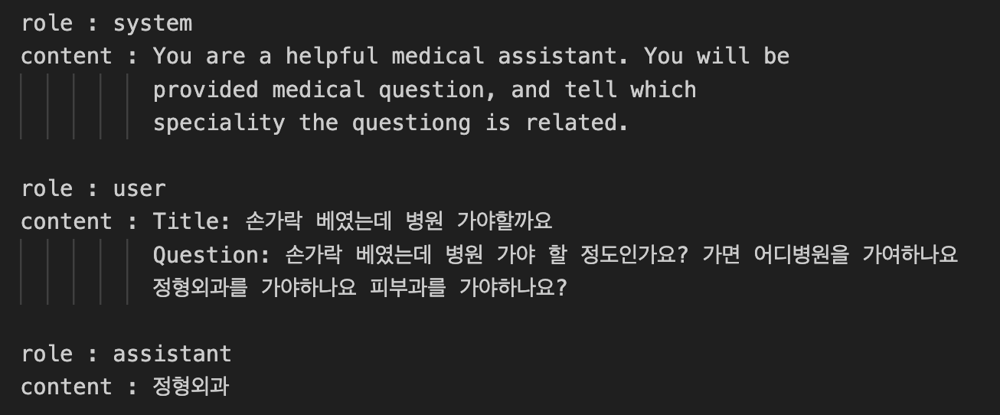 role : system
content : You are a helpful medical assistant. You will be
provided medical question, and tell which
speciality the questiong is related.
role : user
content : Title: 손가락 베였는데 병원 가야할까요
Question: 손가락 베였는데 병원 가야 할 정도인가요? 가면 어디병원을 가여하나요
정형외과를 가야하나요 피부과를 가야하나요?
role : assistant
content : 정형외과